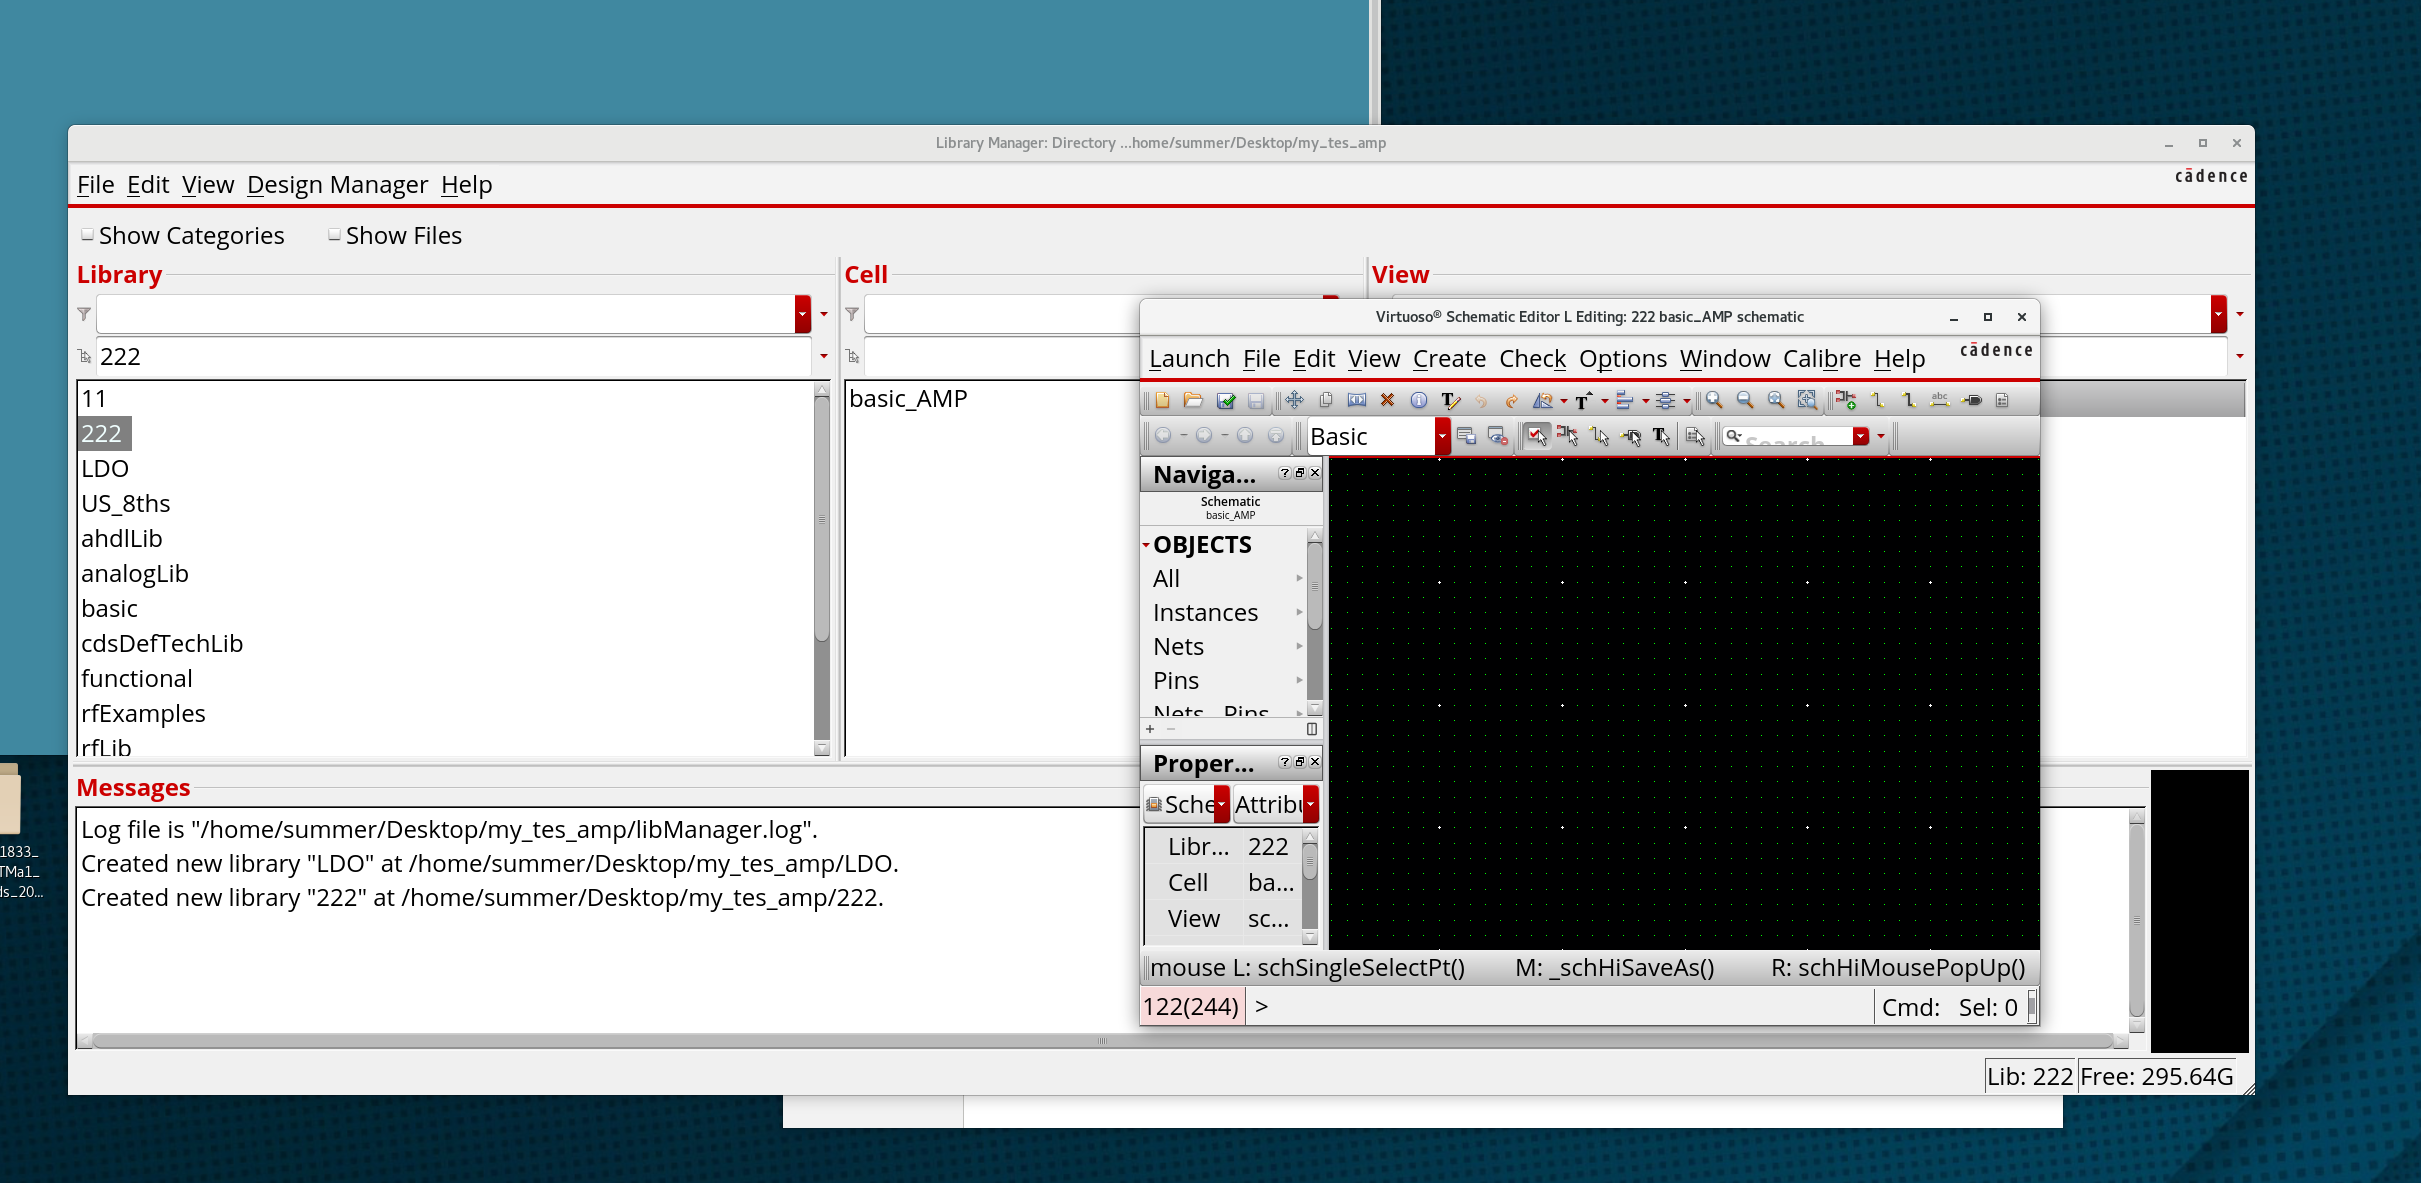 Library Manager: Directory ...home/summer/Desktop/my_tes_amp
File Edit View Design Manager Help
cādence
Show Categories
Show Files
Library
Cell
View
222
11
222
LDO
US_8ths
ahdlLib
analogLib
basic
cdsDefTechLib
functional
rfExamples
rfLib
basic_AMP
Messages
Log file is "/home/summer/Desktop/my_tes_amp/libManager.log".
Created new library "LDO" at /home/summer/Desktop/my_tes_amp/LDO.
Created new library "222" at /home/summer/Desktop/my_tes_amp/222.
Lib: 222
Free: 295.64G
Virtuoso® Schematic Editor L Editing: 222 basic_AMP schematic
Launch File Edit View Create Check Options Window Calibre Help
cādence
abc
Basic
Search
Naviga...
Schematic
basic_AMP
OBJECTS
All
Instances
Nets
Pins
Nets, Pins
Proper...
Sche
Attribu
Libr... 222
Cell ba...
View sc...
mouse L: schSingleSelectPt() M: _schHiSaveAs() R: schHiMousePopUp()
122(244) >
Cmd: Sel: 0
1833_
TMa1_
ls_20...